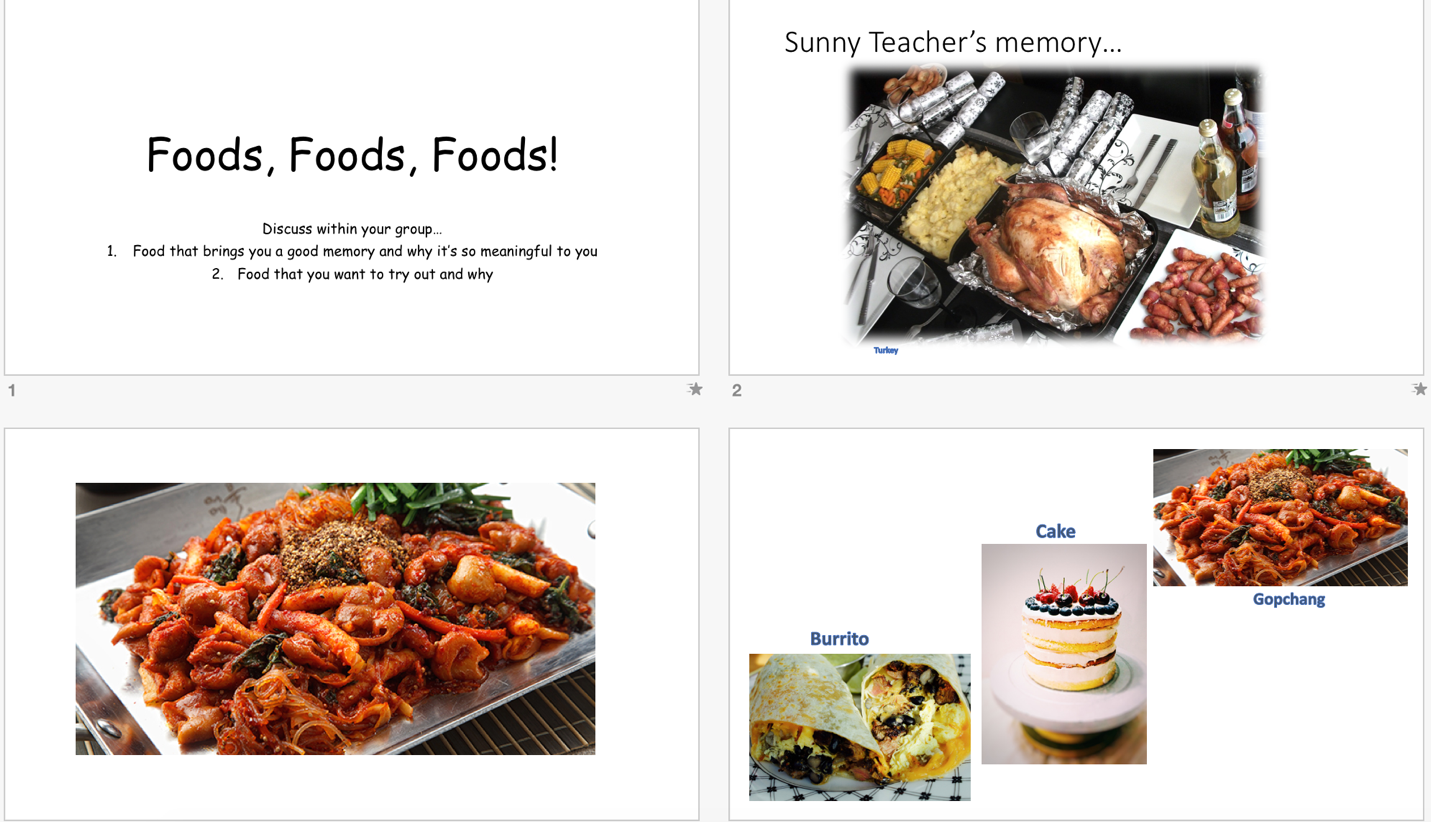 Foods, Foods, Foods!
Discuss within your group…
1. Food that brings you a good memory and why it's so meaningful to you
2. Food that you want to try out and why
1
Sunny Teacher's memory…
Turkey
2
Cake
Gopchang
Burrito